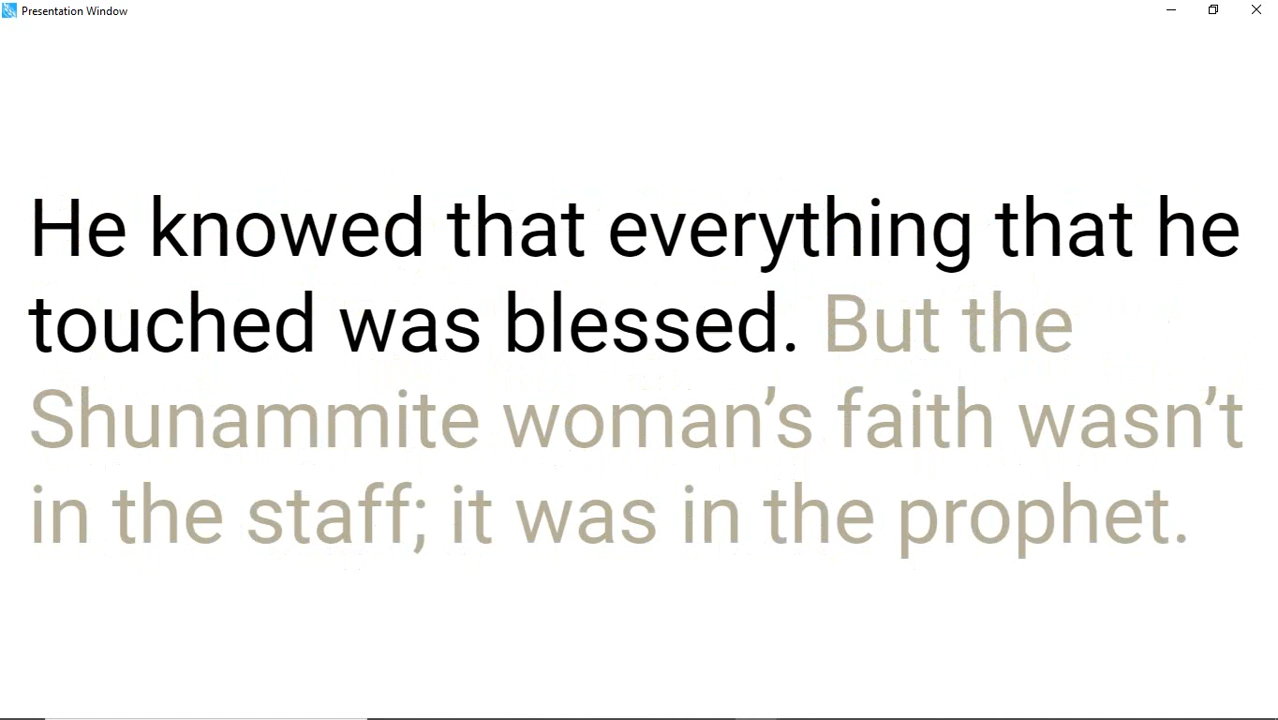 Presentation Window
He knowed that everything that he
touched was blessed. But the
Shunammite woman’s faith wasn’t
in the staff; it was in the prophet.